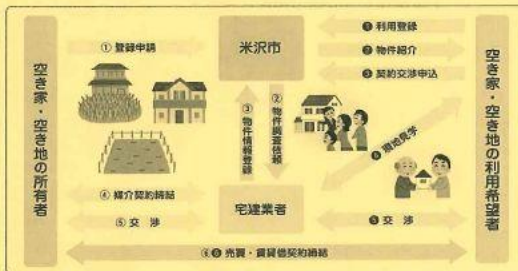 空き家・空き地の所有者
①登録申請
米沢市
❶利用登録
❷物件紹介
❸契約交渉申込
空き家・空き地の利用希望者
③物件情報登録
②物件調査依頼
❹現地見学
④媒介契約締結
⑤交渉
宅建業者
❺交渉
⑥❻売買・賃貸借契約締結